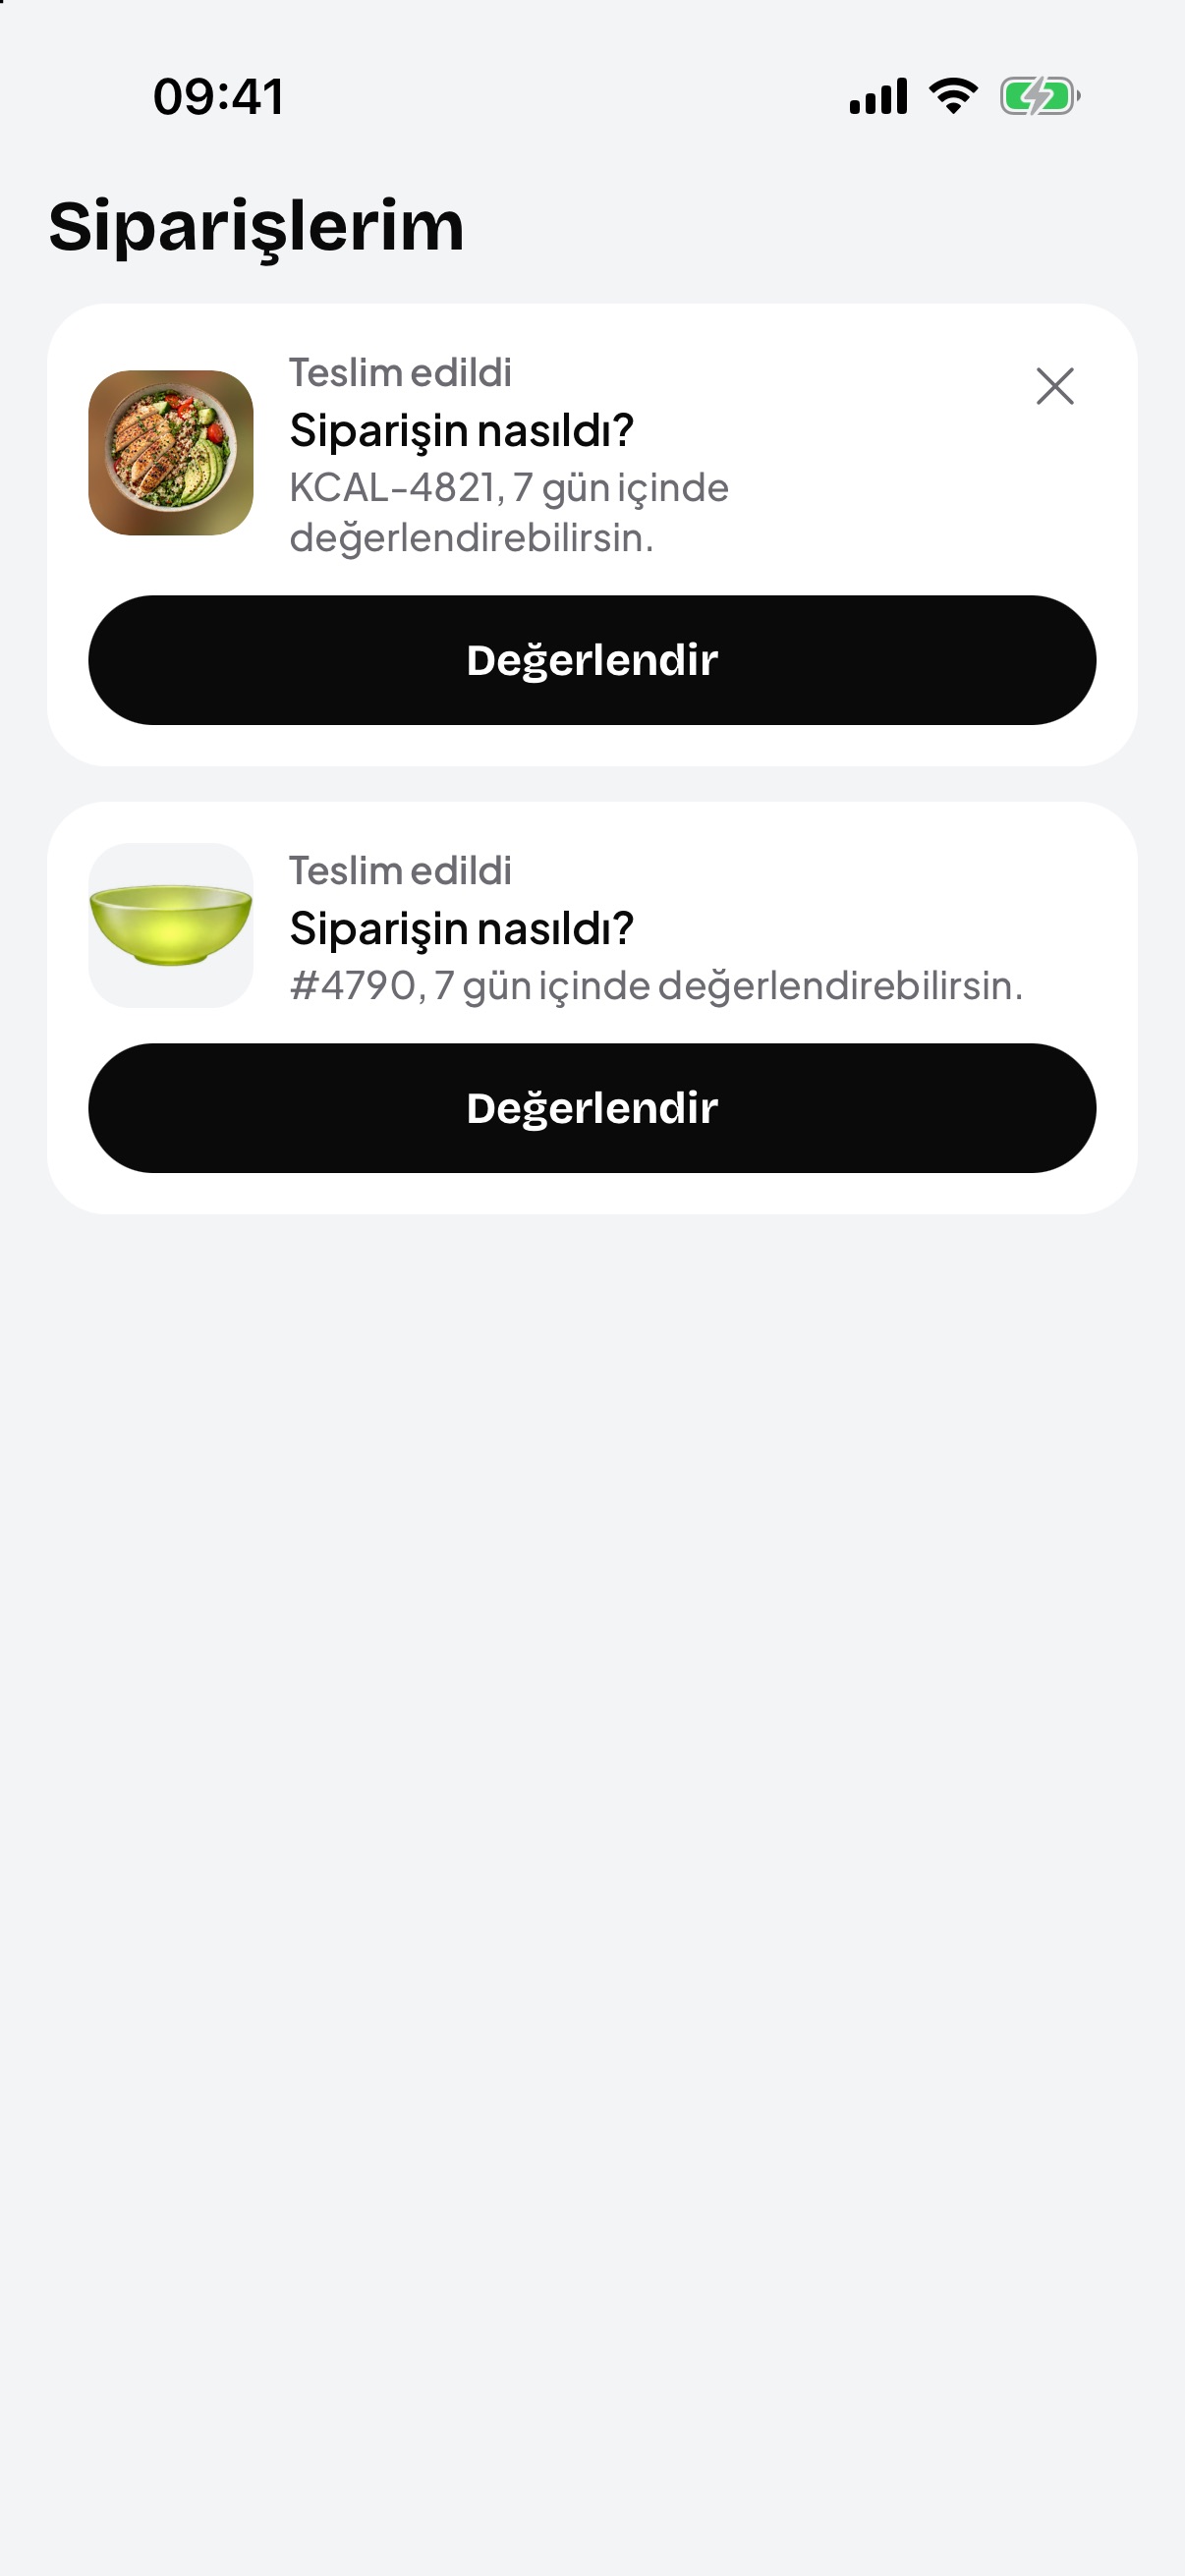 09:41
Siparişlerim
Teslim edildi
Siparişin nasıldı?
KCAL-4821, 7 gün içinde
değerlendirebilirsin.
Değerlendir
Teslim edildi
Siparişin nasıldı?
#4790, 7 gün içinde değerlendirebilirsin.
Değerlendir